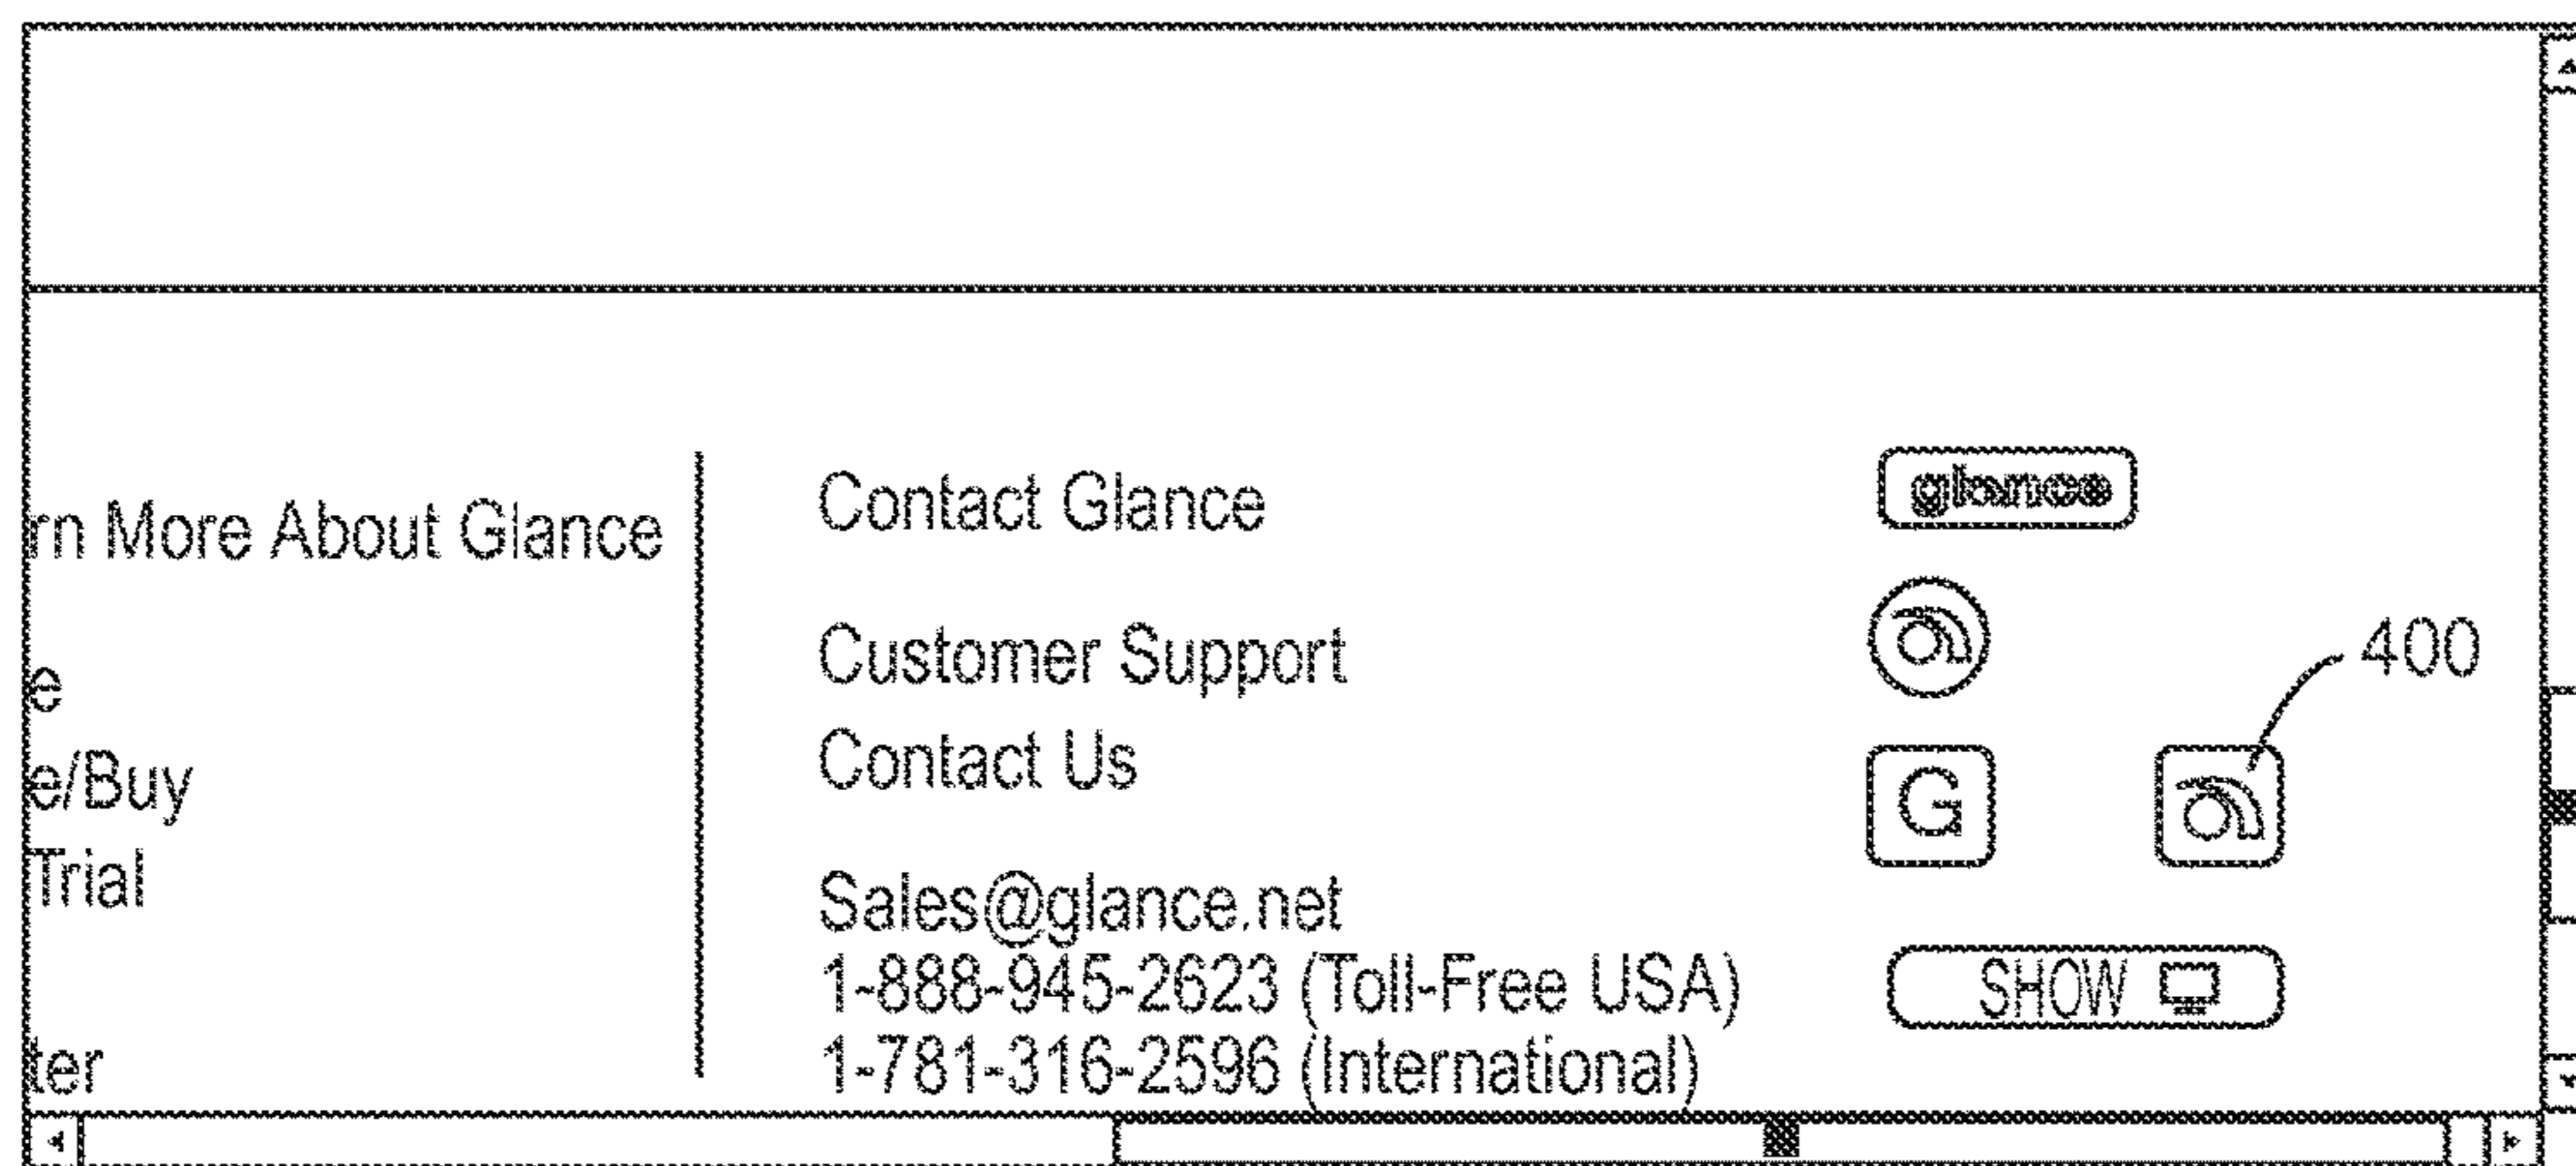 rn More About Glance
e
e/Buy
Trial
ter
Contact Glance
Customer Support
Contact Us
Sales@glance.net
1-888-945-2623 (Toll-Free USA)
1-781-316-2596 (International)
glance
G
400
SHOW